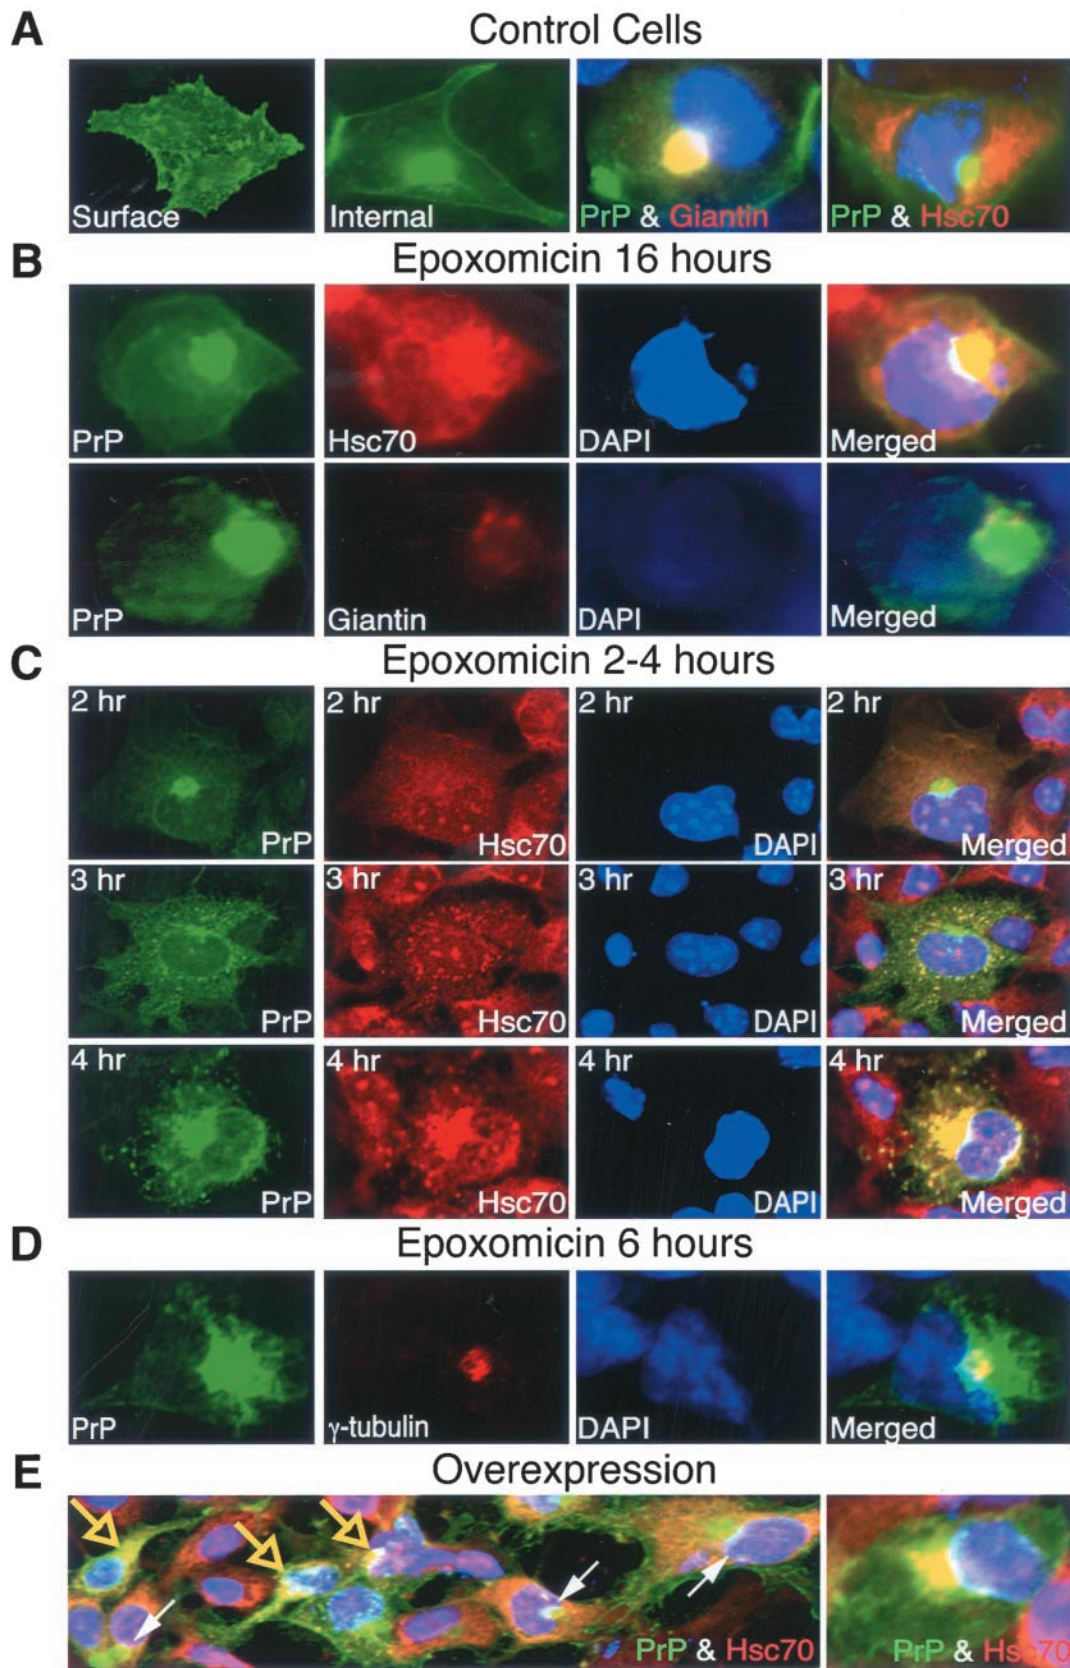 A
Control Cells
Surface
Internal
PrP & Giantin
PrP & Hsc70
B
Epoxomicin 16 hours
PrP
Hsc70
DAPI
Merged
PrP
Giantin
DAPI
Merged
C
Epoxomicin 2-4 hours
2 hr
2 hr
2 hr
2 hr
PrP
Hsc70
DAPI
Merged
3 hr
3 hr
3 hr
3 hr
PrP
Hsc70
DAPI
Merged
4 hr
4 hr
4 hr
4 hr
PrP
Hsc70
DAPI
Merged
D
Epoxomicin 6 hours
PrP
γ-tubulin
DAPI
Merged
E
Overexpression
PrP & Hsc70
PrP & Hsc70